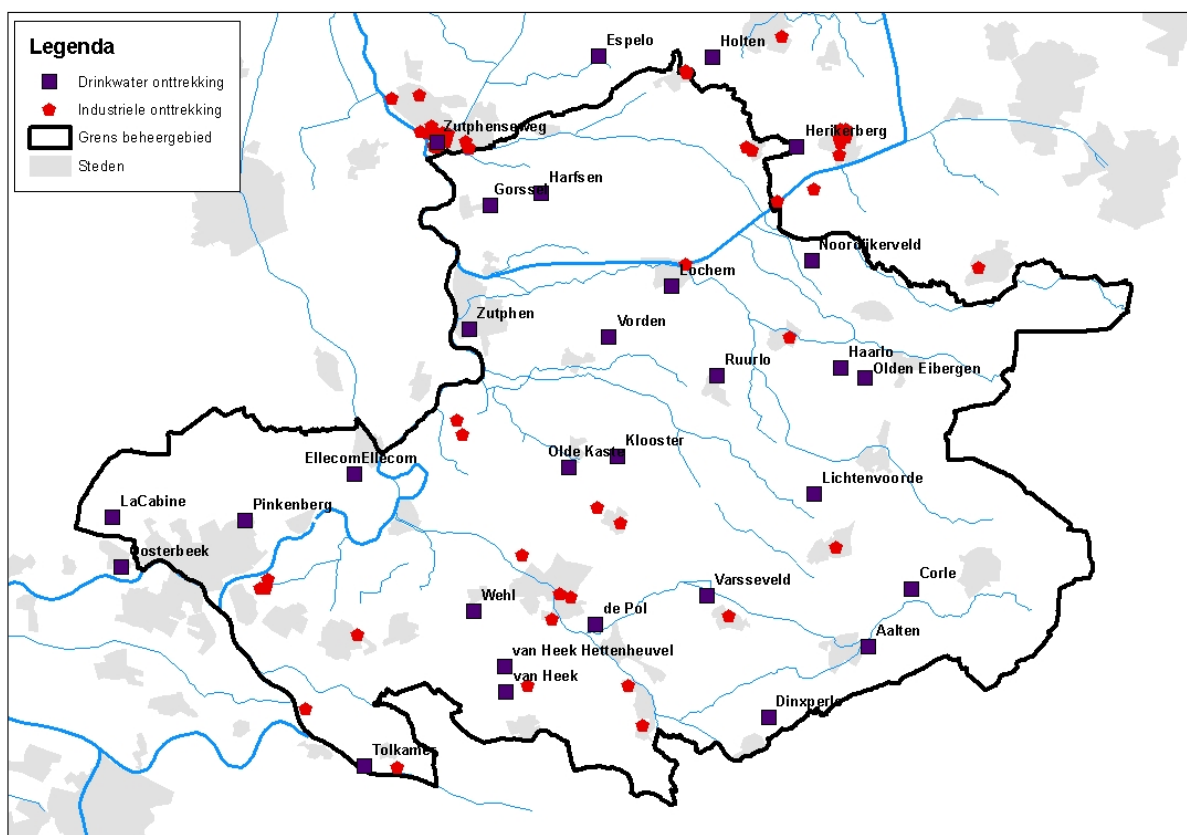 Legenda
Drinkwater onttrekking
Industriele onttrekking
Grens beheergebied
Steden
Espelo
Holten
Zutphenseweg
Herikerberg
Harfsen
Gorssel
Noordijkerveld
Lochem
Zutphen
Vorden
Haarlo
Ruurlo
Olden Eibergen
Klooster
Olde Kaste
EllecomEllecom
Lichtenvoorde
LaCabine
Pinkenberg
Oosterbeek
Corle
Varsseveld
Wehl
de Pol
Aalten
van Heek Hettenheuvel
van Heek
Dinxperlo
Tolkamer